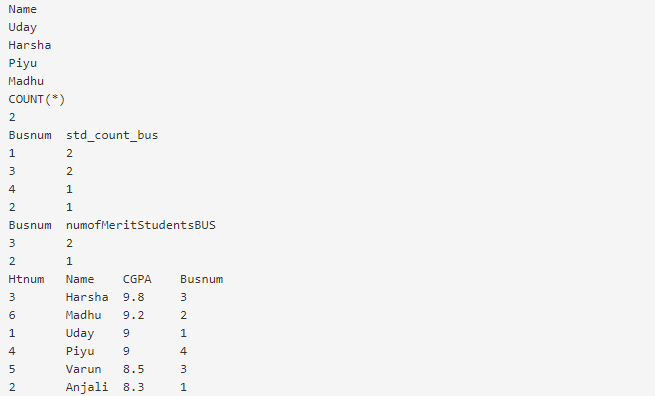 Name
Uday
Harsha
Piyu
Madhu
COUNT(*)
2
Busnum  std_count_bus
1       2
3       2
4       1
2       1
Busnum  numofMeritStudentsBUS
3       2
2       1
Htnum   Name    CGPA    Busnum
3       Harsha  9.8     3
6       Madhu   9.2     2
1       Uday    9       1
4       Piyu    9       4
5       Varun   8.5     3
2       Anjali  8.3     1